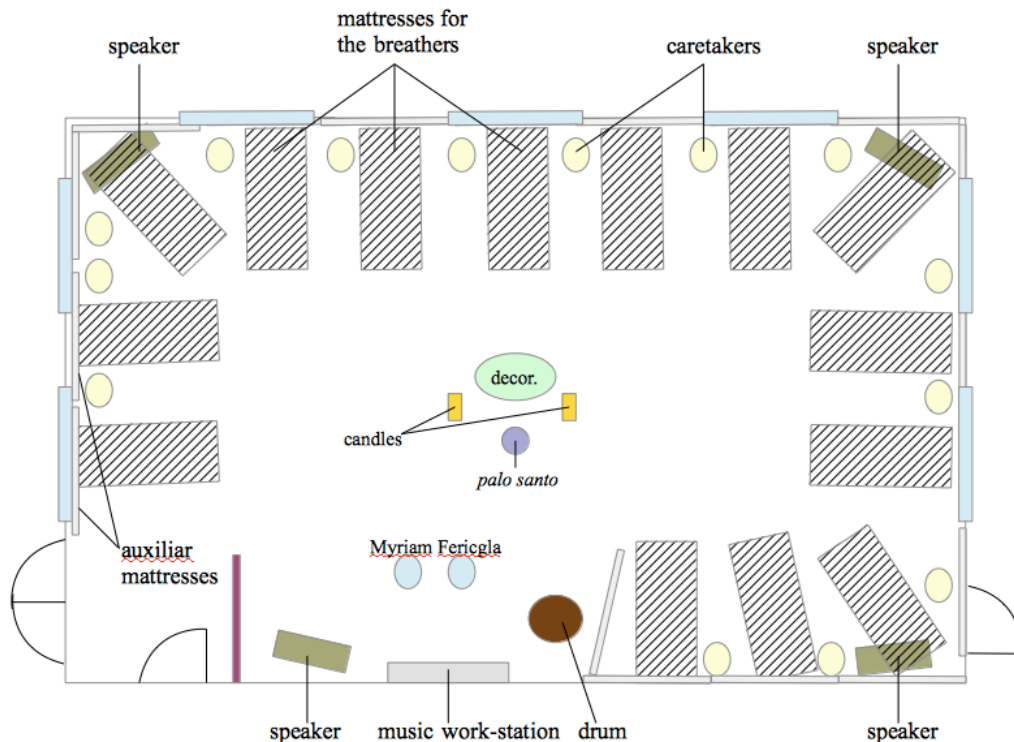 mattresses for
the breathers
speaker
caretakers
speaker
decor.
candles
palo santo
Myriam Fericgla
auxiliar
mattresses
speaker
music work-station
drum
speaker